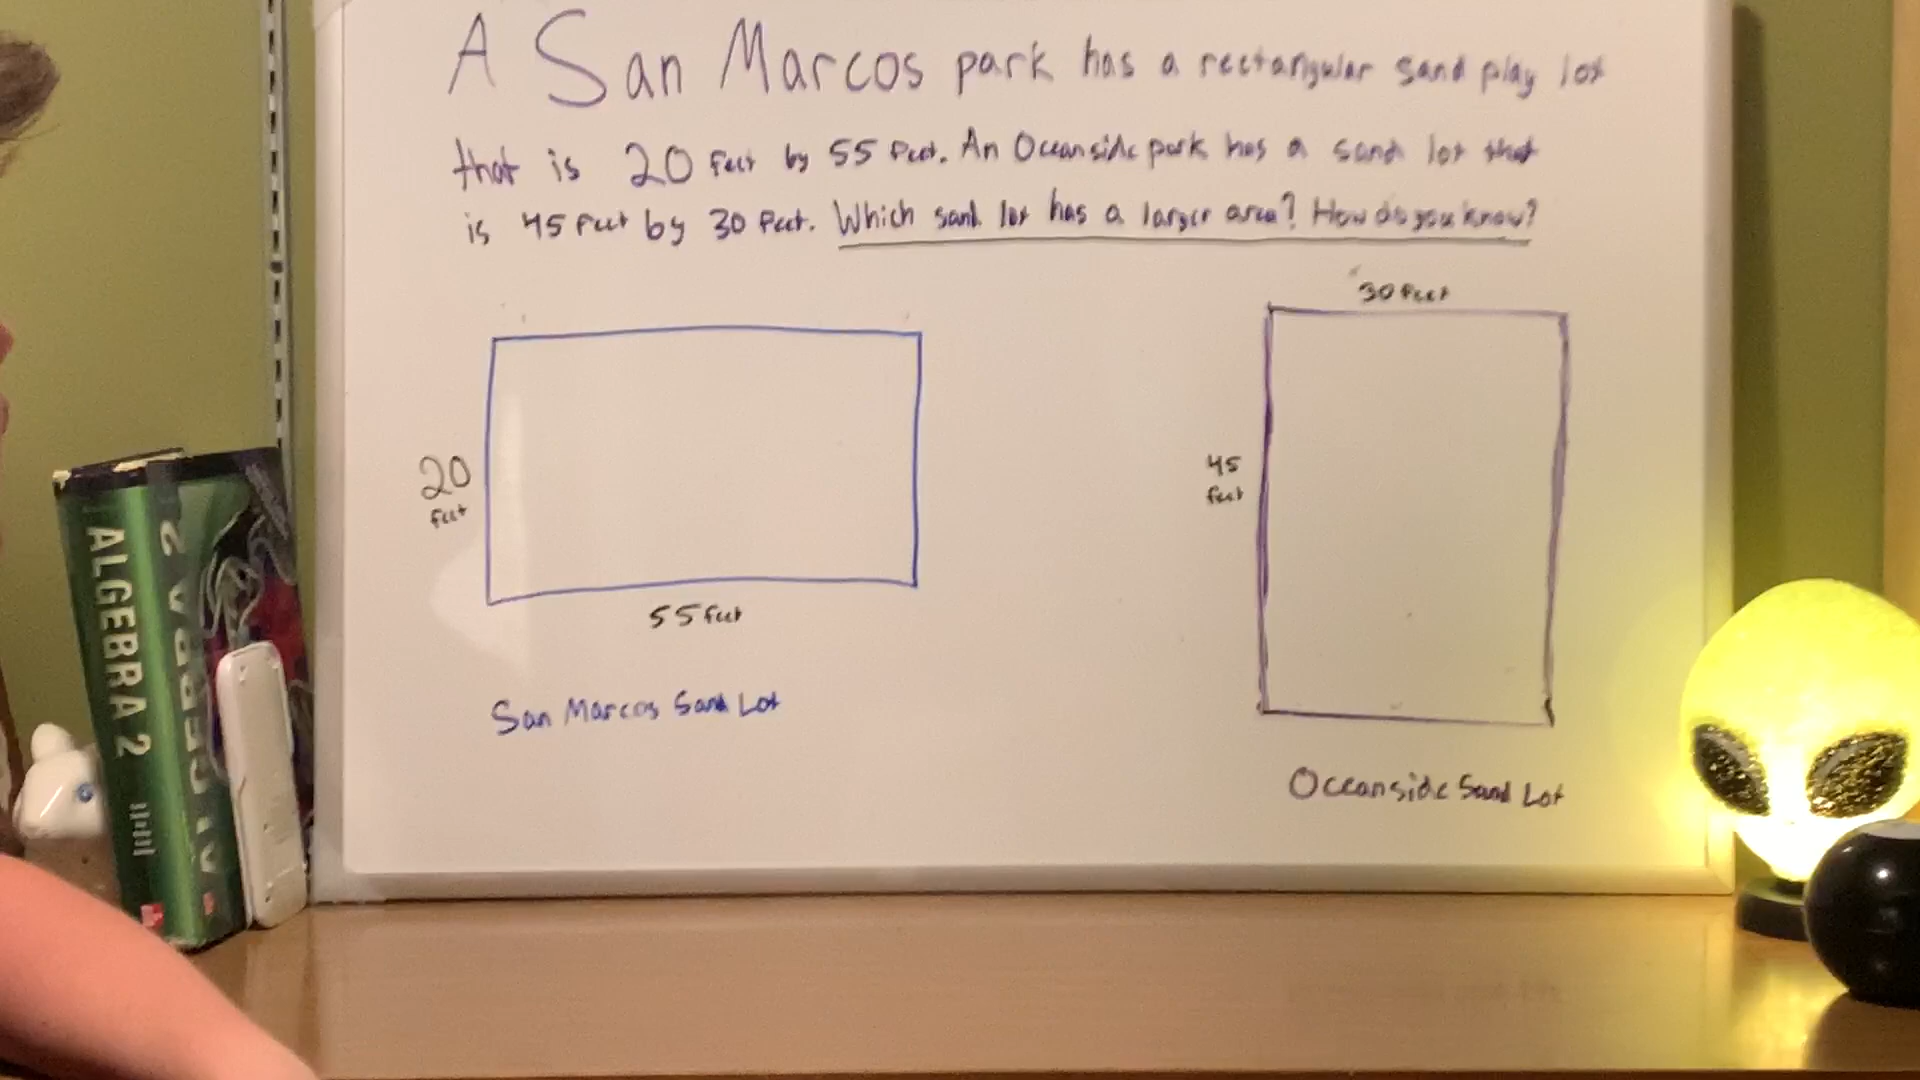 A San Marcos park has a rectangular sand play lot
that is 20 feet by 55 feet. An Oceanside park has a sand lot that
is 45 feet by 30 feet. Which sand lot has a larger area? How do you know?
30 feet
20
feet
45
feet
55 feet
San Marcos Sand Lot
Oceanside Sand Lot
ALGEBRA 2
ALGEBRA 2